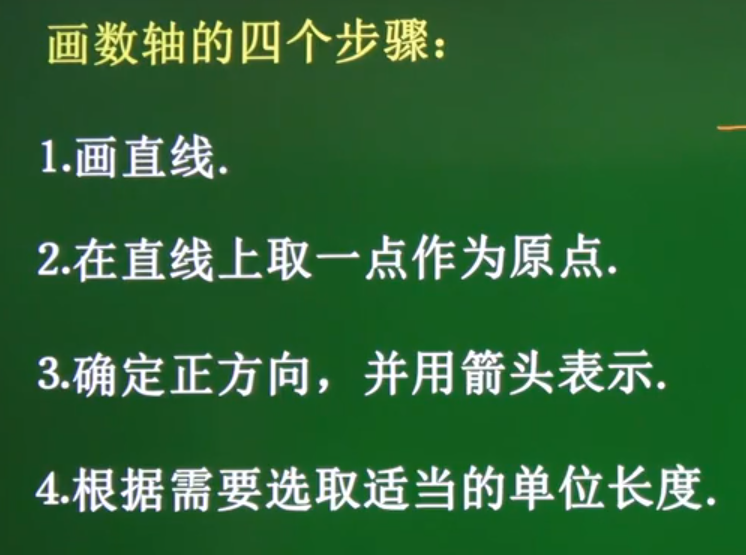 画数轴的四个步骤：
1.画直线.
2.在直线上取一点作为原点.
3.确定正方向，并用箭头表示.
4.根据需要选取适当的单位长度.